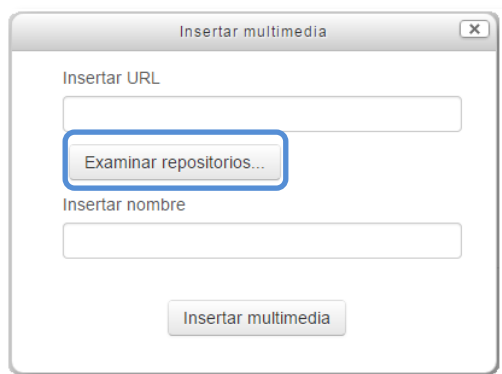 Insertar multimedia
Insertar URL
Examinar repositorios...
Insertar nombre
Insertar multimedia